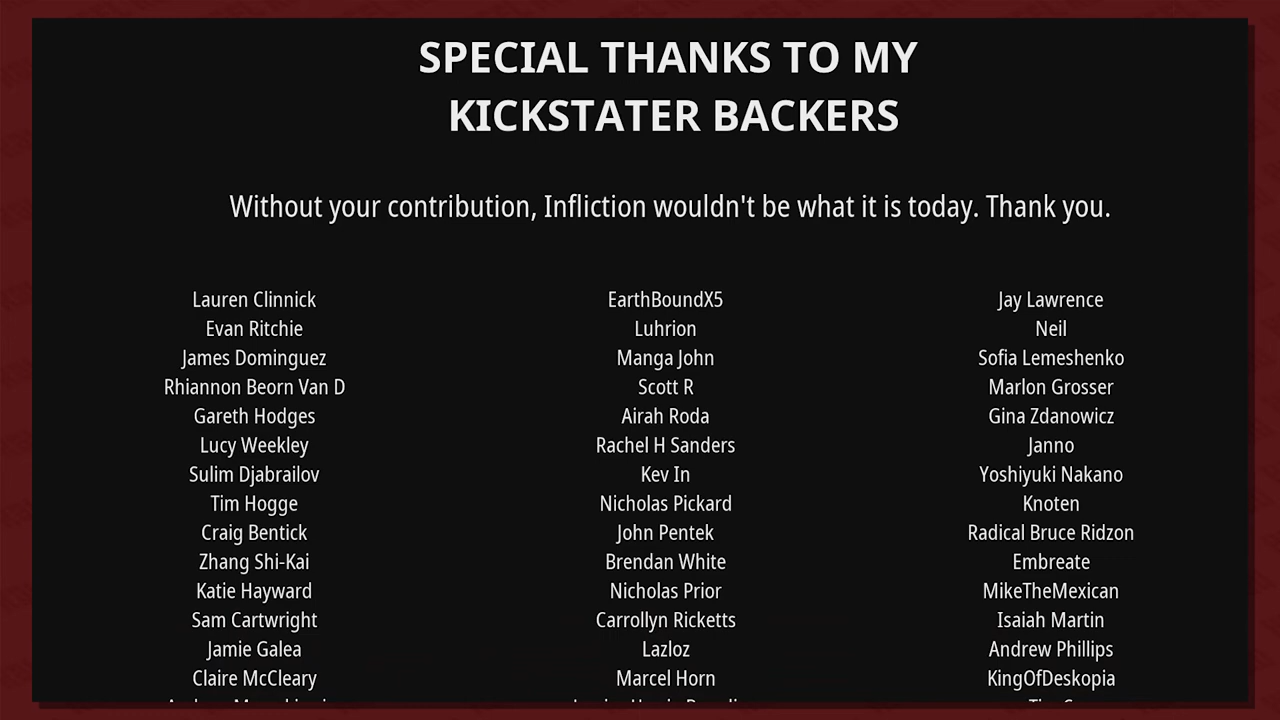 SPECIAL THANKS TO MY
KICKSTATER BACKERS
Without your contribution, Infliction wouldn't be what it is today. Thank you.
Lauren Clinnick
Evan Ritchie
James Dominguez
Rhiannon Beorn Van D
Gareth Hodges
Lucy Weekley
Sulim Djabrailov
Tim Hogge
Craig Bentick
Zhang Shi-Kai
Katie Hayward
Sam Cartwright
Jamie Galea
Claire McCleary
EarthBoundX5
Luhrion
Manga John
Scott R
Airah Roda
Rachel H Sanders
Kev In
Nicholas Pickard
John Pentek
Brendan White
Nicholas Prior
Carrollyn Ricketts
Lazloz
Marcel Horn
Jay Lawrence
Neil
Sofia Lemeshenko
Marlon Grosser
Gina Zdanowicz
Janno
Yoshiyuki Nakano
Knoten
Radical Bruce Ridzon
Embreate
MikeTheMexican
Isaiah Martin
Andrew Phillips
KingOfDeskopia